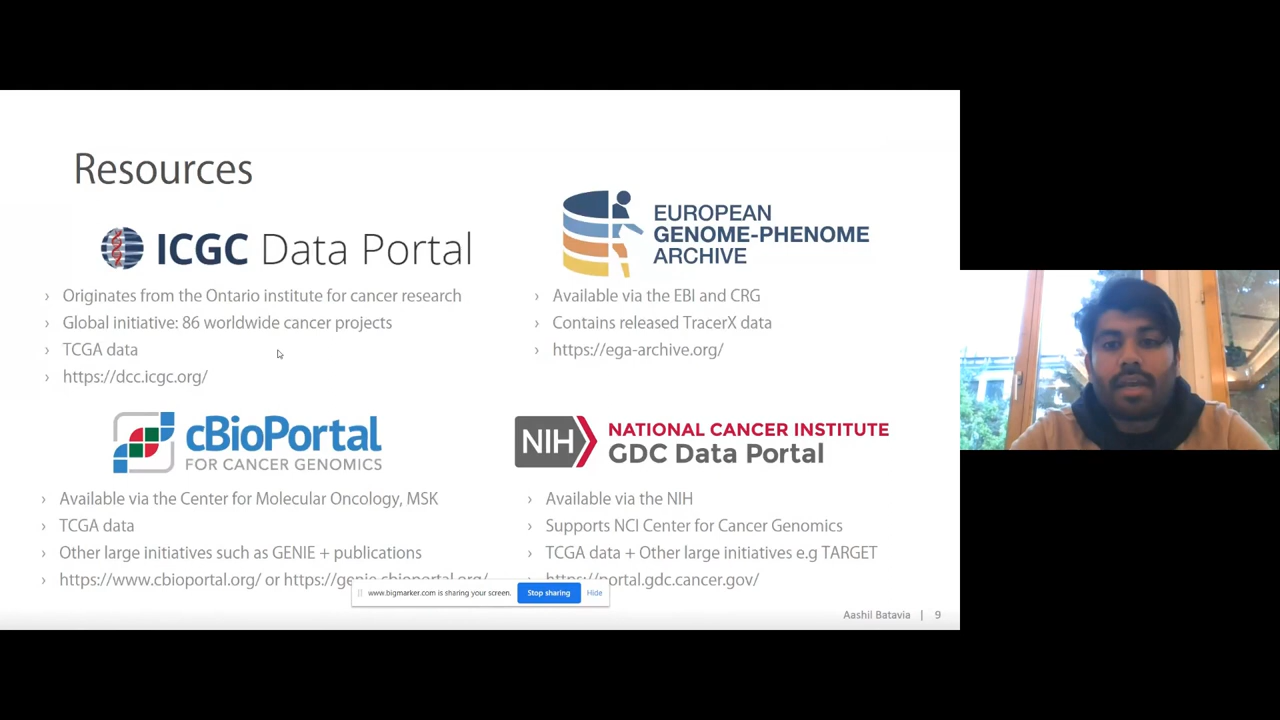 Resources
ICGC Data Portal
› Originates from the Ontario institute for cancer research
› Global initiative: 86 worldwide cancer projects
› TCGA data
› https://dcc.icgc.org/
EUROPEAN
GENOME-PHENOME
ARCHIVE
› Available via the EBI and CRG
› Contains released TracerX data
› https://ega-archive.org/
cBioPortal
FOR CANCER GENOMICS
› Available via the Center for Molecular Oncology, MSK
› TCGA data
› Other large initiatives such as GENIE + publications
› https://www.cbioportal.org/ or https://genie.cbioportal.org/
NIH
NATIONAL CANCER INSTITUTE
GDC Data Portal
› Available via the NIH
› Supports NCI Center for Cancer Genomics
› TCGA data + Other large initiatives e.g TARGET
› https://portal.gdc.cancer.gov/
www.bigmarker.com is sharing your screen. Stop sharing Hide
Aashil Batavia | 9